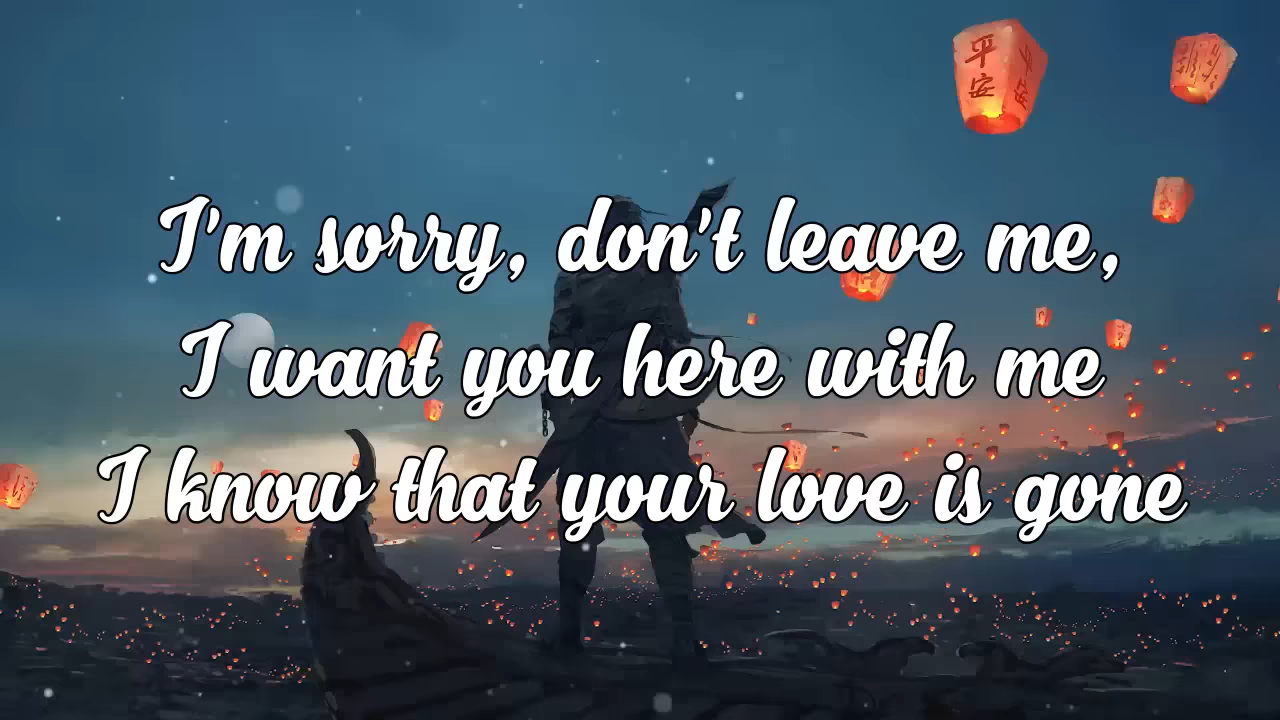 平安
I'm sorry, don't leave me,
I want you here with me
I know that your love is gone